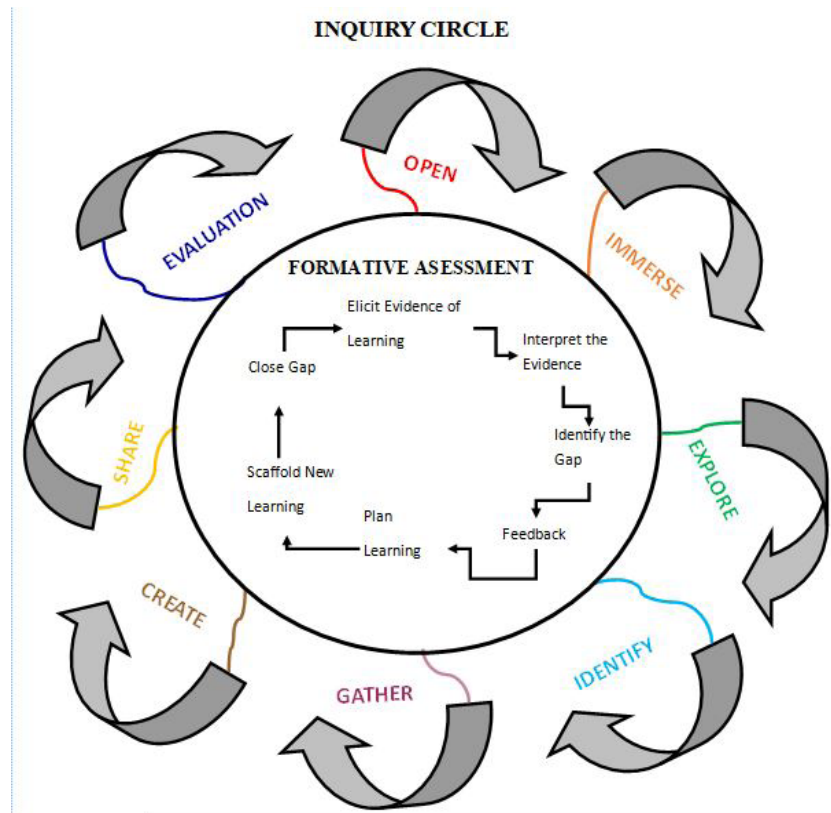 INQUIRY CIRCLE
OPEN
IMMERSE
EXPLORE
IDENTIFY
GATHER
CREATE
SHARE
EVALUATION
FORMATIVE ASESSMENT
Elicit Evidence of
Learning
Interpret the
Evidence
Identify the
Gap
Feedback
Plan
Learning
Scaffold New
Learning
Close Gap